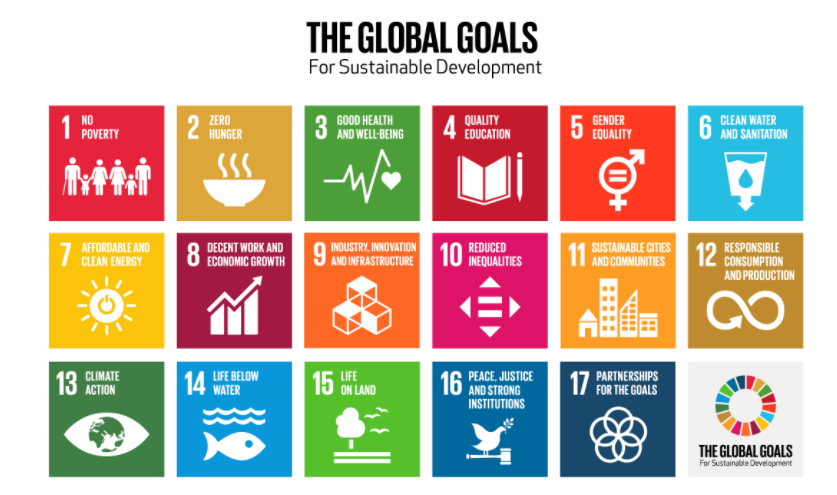 THE GLOBAL GOALS
For Sustainable Development
1 NO
POVERTY
2 ZERO
HUNGER
3 GOOD HEALTH
AND WELL-BEING
4 QUALITY
EDUCATION
5 GENDER
EQUALITY
6 CLEAN WATER
AND SANITATION
7 AFFORDABLE AND
CLEAN ENERGY
8 DECENT WORK AND
ECONOMIC GROWTH
9 INDUSTRY, INNOVATION
AND INFRASTRUCTURE
10 REDUCED
INEQUALITIES
11 SUSTAINABLE CITIES
AND COMMUNITIES
12 RESPONSIBLE
CONSUMPTION
AND PRODUCTION
13 CLIMATE
ACTION
14 LIFE BELOW
WATER
15 LIFE
ON LAND
16 PEACE, JUSTICE
AND STRONG
INSTITUTIONS
17 PARTNERSHIPS
FOR THE GOALS
THE GLOBAL GOALS
For Sustainable Development